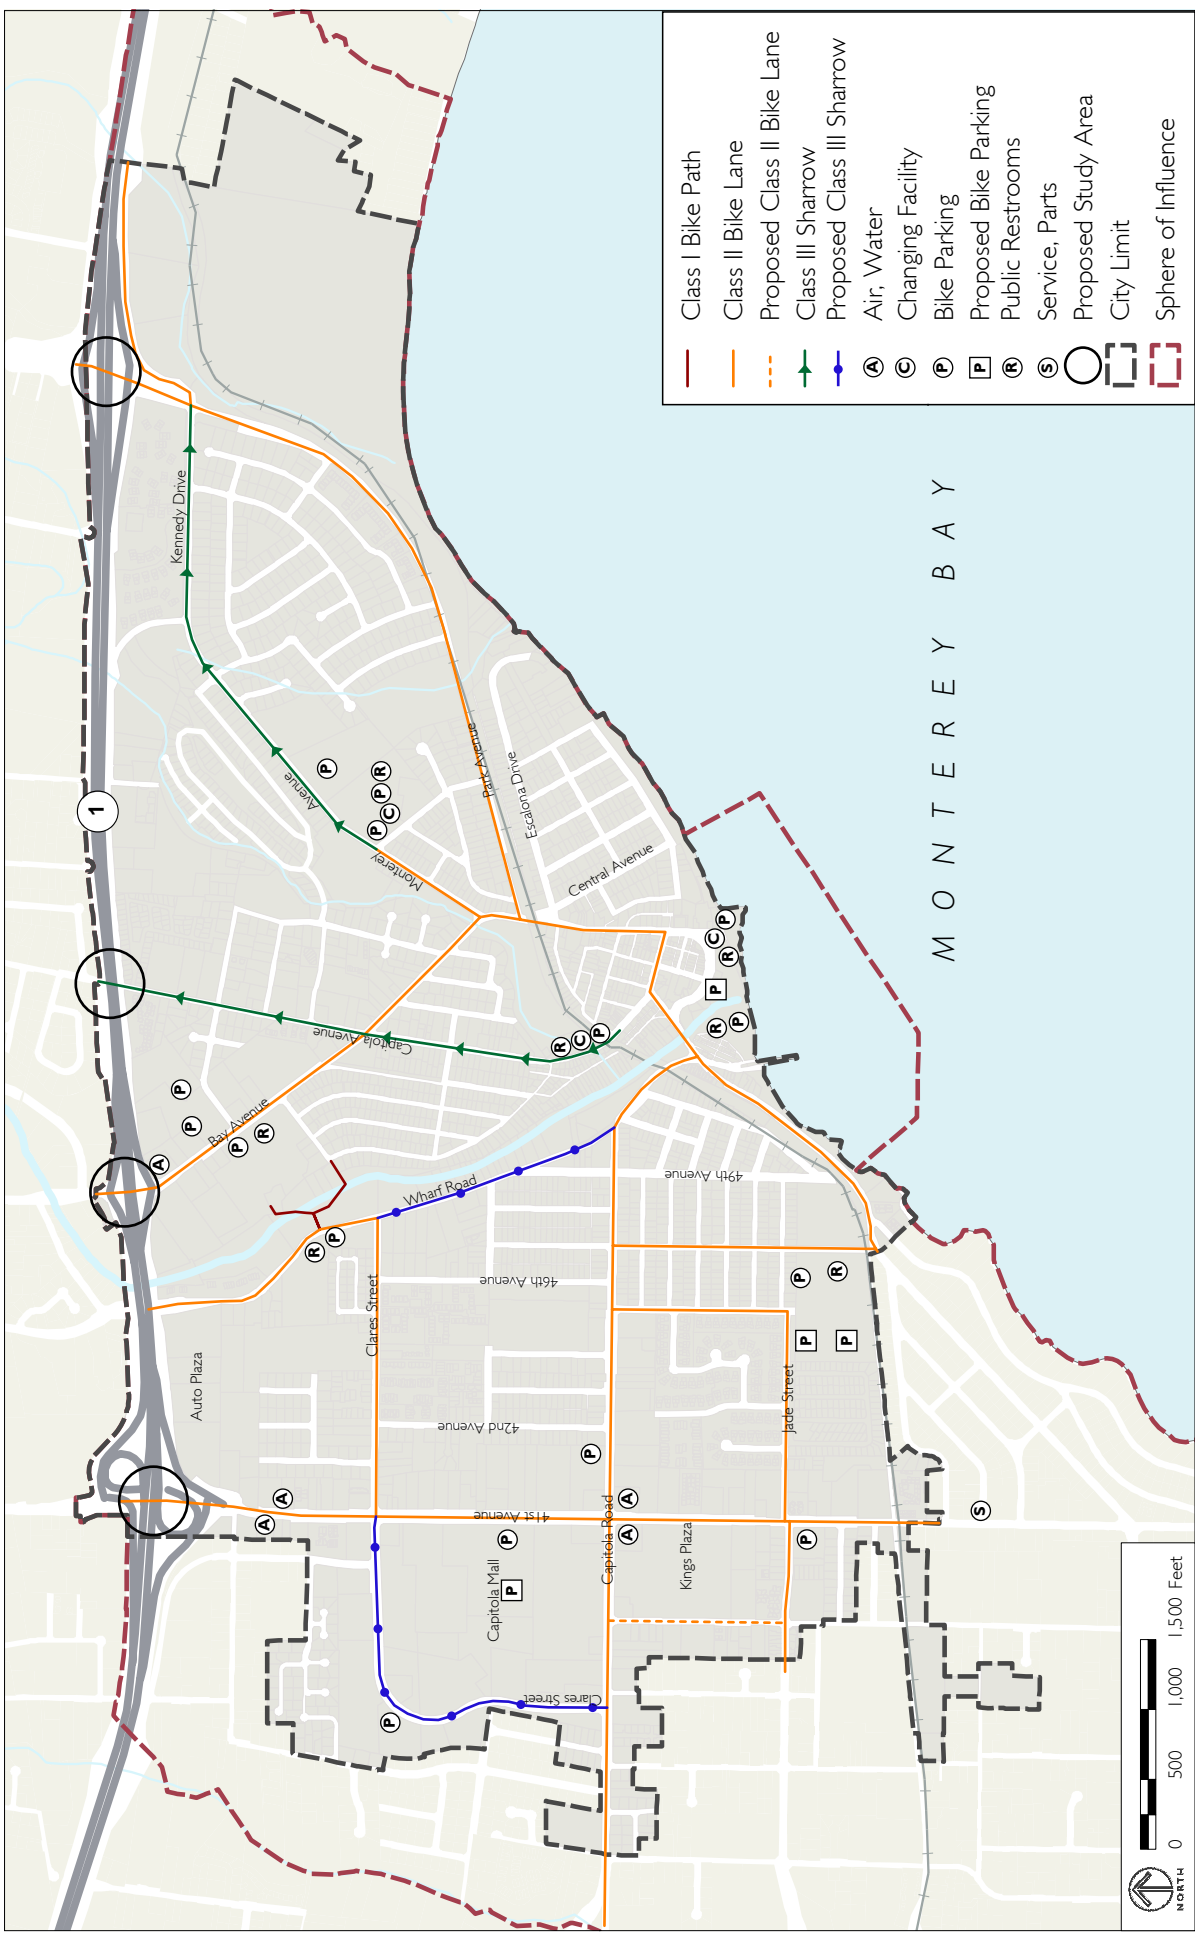 Class I Bike Path
Class II Bike Lane
Proposed Class II Bike Lane
Class III Sharrow
Proposed Class III Sharrow
A Air, Water
C Changing Facility
P Bike Parking
P Proposed Bike Parking
R Public Restrooms
S Service, Parts
Proposed Study Area
City Limit
Sphere of Influence
MONTEREY BAY
1
Kennedy Drive
Avenue
Monterey
Park Avenue
Escalona Drive
Central Avenue
Capitola Avenue
Bay Avenue
Wharf Road
49th Avenue
46th Avenue
Clares Street
42nd Avenue
Auto Plaza
Jade Street
41st Avenue
Capitola Road
Kings Plaza
Capitola Mall
Clares Street
P
P R
P C
C P
R
P
R P
R C P
P
P
P
R
A
R P
P
R
P
P
P
A
A
A
A
P
P
P
P
S
0 500 1,000 1,500 Feet
NORTH